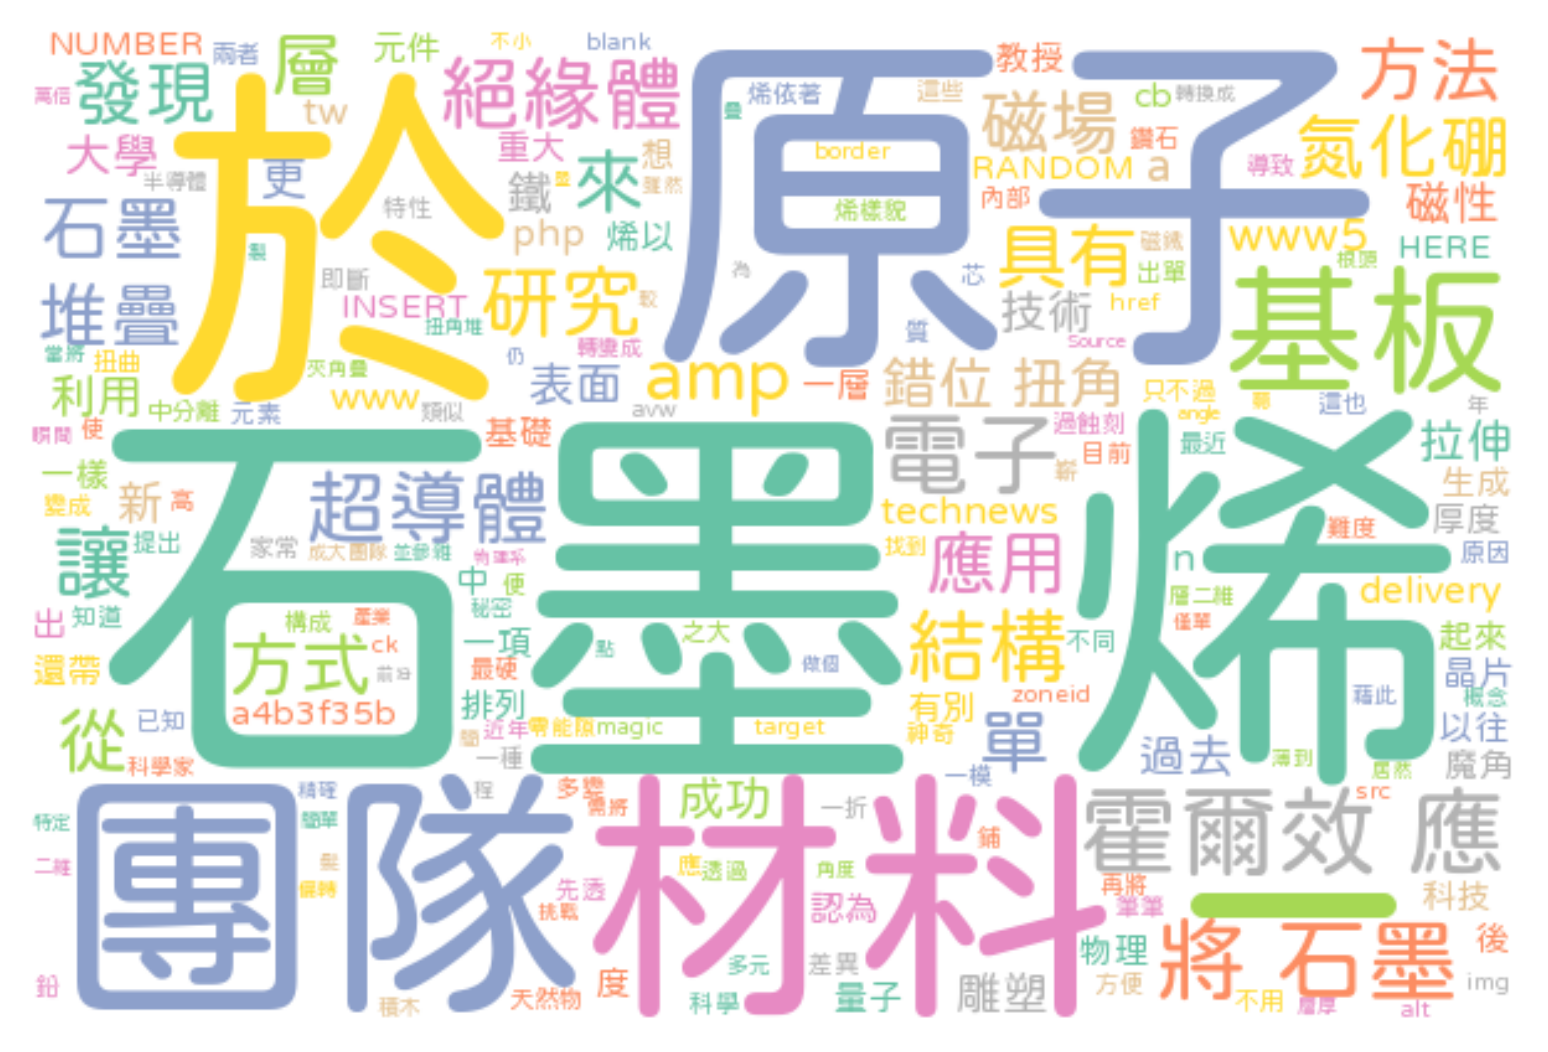 NUMBER
兩者
層
元件
不小
blank
教授
方法
萬信
發現
於
tw
絕緣體
原子
烯依著
這些
磁場
cb
轉換成
大學
半導體
更
特性
重大
鐵
來
想
雖然
border
RANDOM
a
鑽石
導致
氮化硼
石墨
php
烯以
烯樣貌
內部
磁性
具有
磁鐵
出單
www5
根頭
HERE
堆疊
即斷
INSERT
扭角堆
研究
較
為
芯
技術
href
基板
當將
扭曲
夾角疊
仍
轉變成
質
Source
利用
中分離
元素
www
類似
表面
amp
avw
一層
錯位
扭角
只不過
angle
這也
年
瞬間
使
基礎
石墨烯
電子
過蝕刻
目前
嶄
最近
拉伸
一樣
變成
新
高
超導體
technews
生成
厚度
讓
提出
家常
成大團隊
並參雜
物理系
找到
應用
n
難度
原因
出
知道
構成
產業
ck
中
便
秘密
層二維
delivery
僅單
還帶
方式
a4b3f35b
一項
最硬
點
之大
做個
結構
不同
起來
晶片
概念
從
已知
科學家
排列
近年
零能隙
magic
target
有別
神奇
zoneid
單
過去
藉此
以往
一種
一模
薄到
居然
魔角
團隊
精確
簡單
程
多變
需將
材料
成功
一折
鋪
霍爾效
應
src
特定
二維
偏轉
先透
挑戰
應
透過
角度
認為
再將
筆筆
科技
鉛
積木
天然物
度
多元
科學
差異
量子
雕塑
物理
方便
一
將
石墨
不用
層厚
後
img
alt